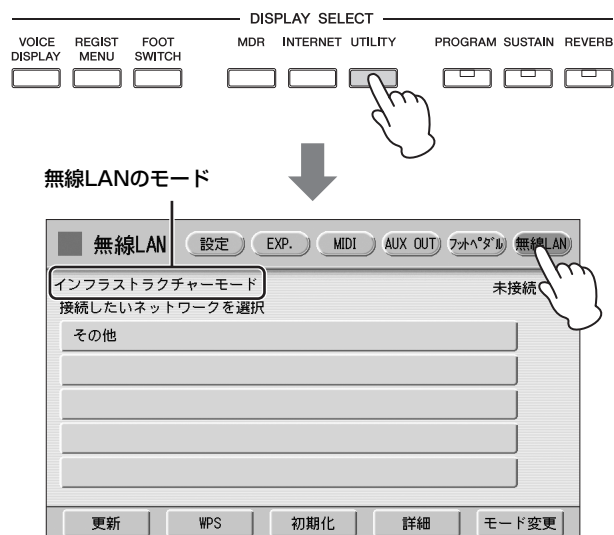 DISPLAY SELECT
VOICE DISPLAY REGIST MENU FOOT SWITCH MDR INTERNET UTILITY PROGRAM SUSTAIN REVERB
無線LANのモード
無線LAN 設定 EXP. MIDI AUX OUT フットペダル 無線LAN
インフラストラクチャーモード 未接続
接続したいネットワークを選択
その他
更新 WPS 初期化 詳細 モード変更